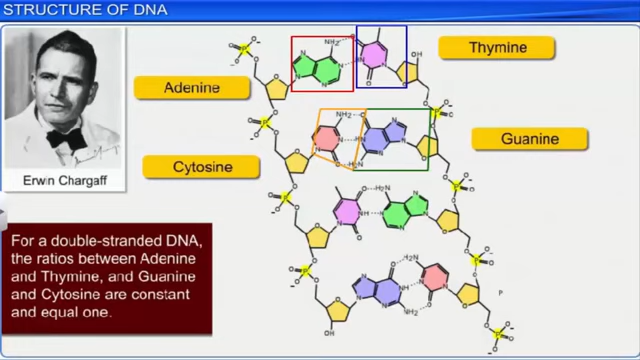 STRUCTURE OF DNA
Thymine
Adenine
Guanine
Cytosine
Erwin Chargaff
For a double-stranded DNA,
the ratios between Adenine
and Thymine, and Guanine
and Cytosine are constant
and equal one.